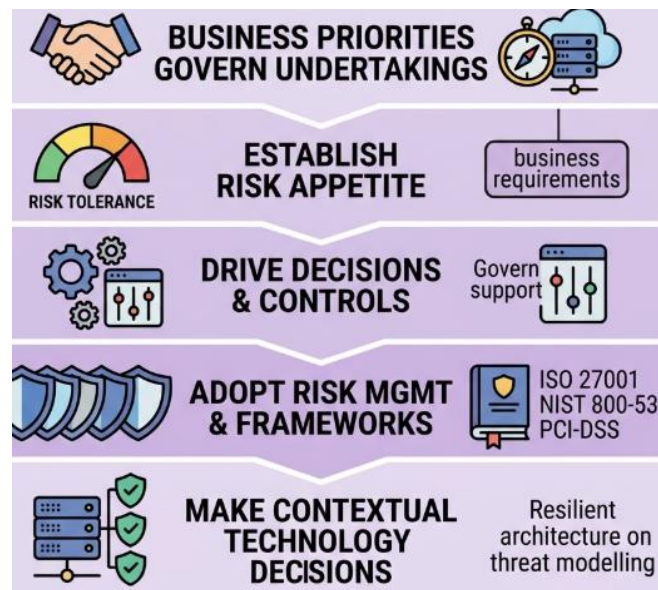 BUSINESS PRIORITIES
GOVERN UNDERTAKINGS
RISK TOLERANCE
ESTABLISH
RISK APPETITE
business
requirements
DRIVE DECISIONS
& CONTROLS
Govern
support
ADOPT RISK MGMT
& FRAMEWORKS
ISO 27001
NIST 800-53
PCI-DSS
MAKE CONTEXTUAL
TECHNOLOGY
DECISIONS
Resilient
architecture on
threat modelling